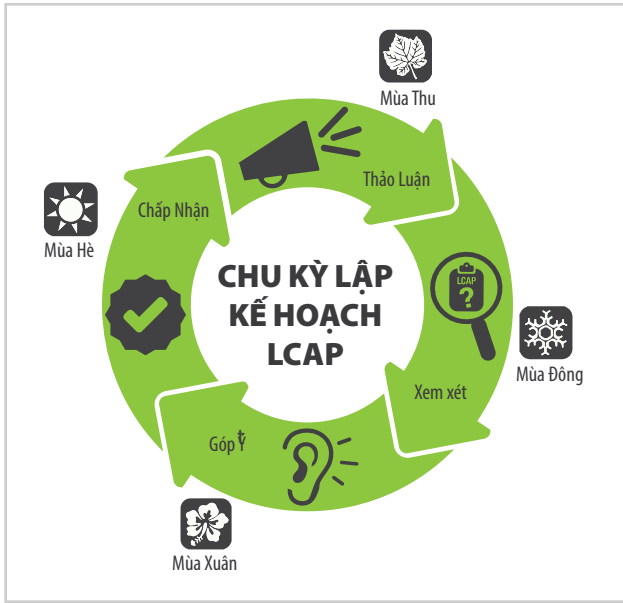 Mùa Thu
Thảo Luận
Chấp Nhận
Mùa Hè
CHU KỲ LẬP
KẾ HOẠCH
LCAP
LCAP
?
Mùa Đông
Xem xét
Góp Ý
Mùa Xuân